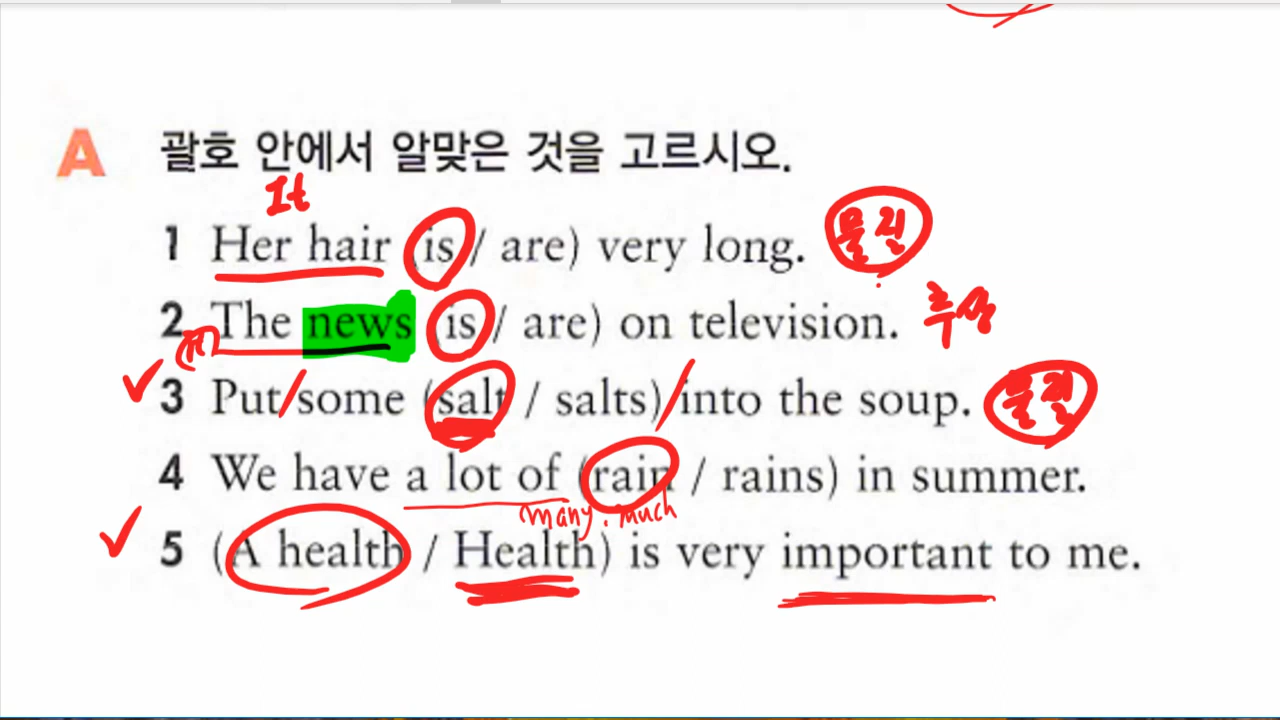 A 괄호 안에서 알맞은 것을 고르시오.
It
1 Her hair (is / are) very long. 물질
2 The news (is / are) on television. 추상
3 Put / some (salt / salts) / into the soup. 물질
4 We have a lot of (rain / rains) in summer.
many. much
5 (A health / Health) is very important to me.